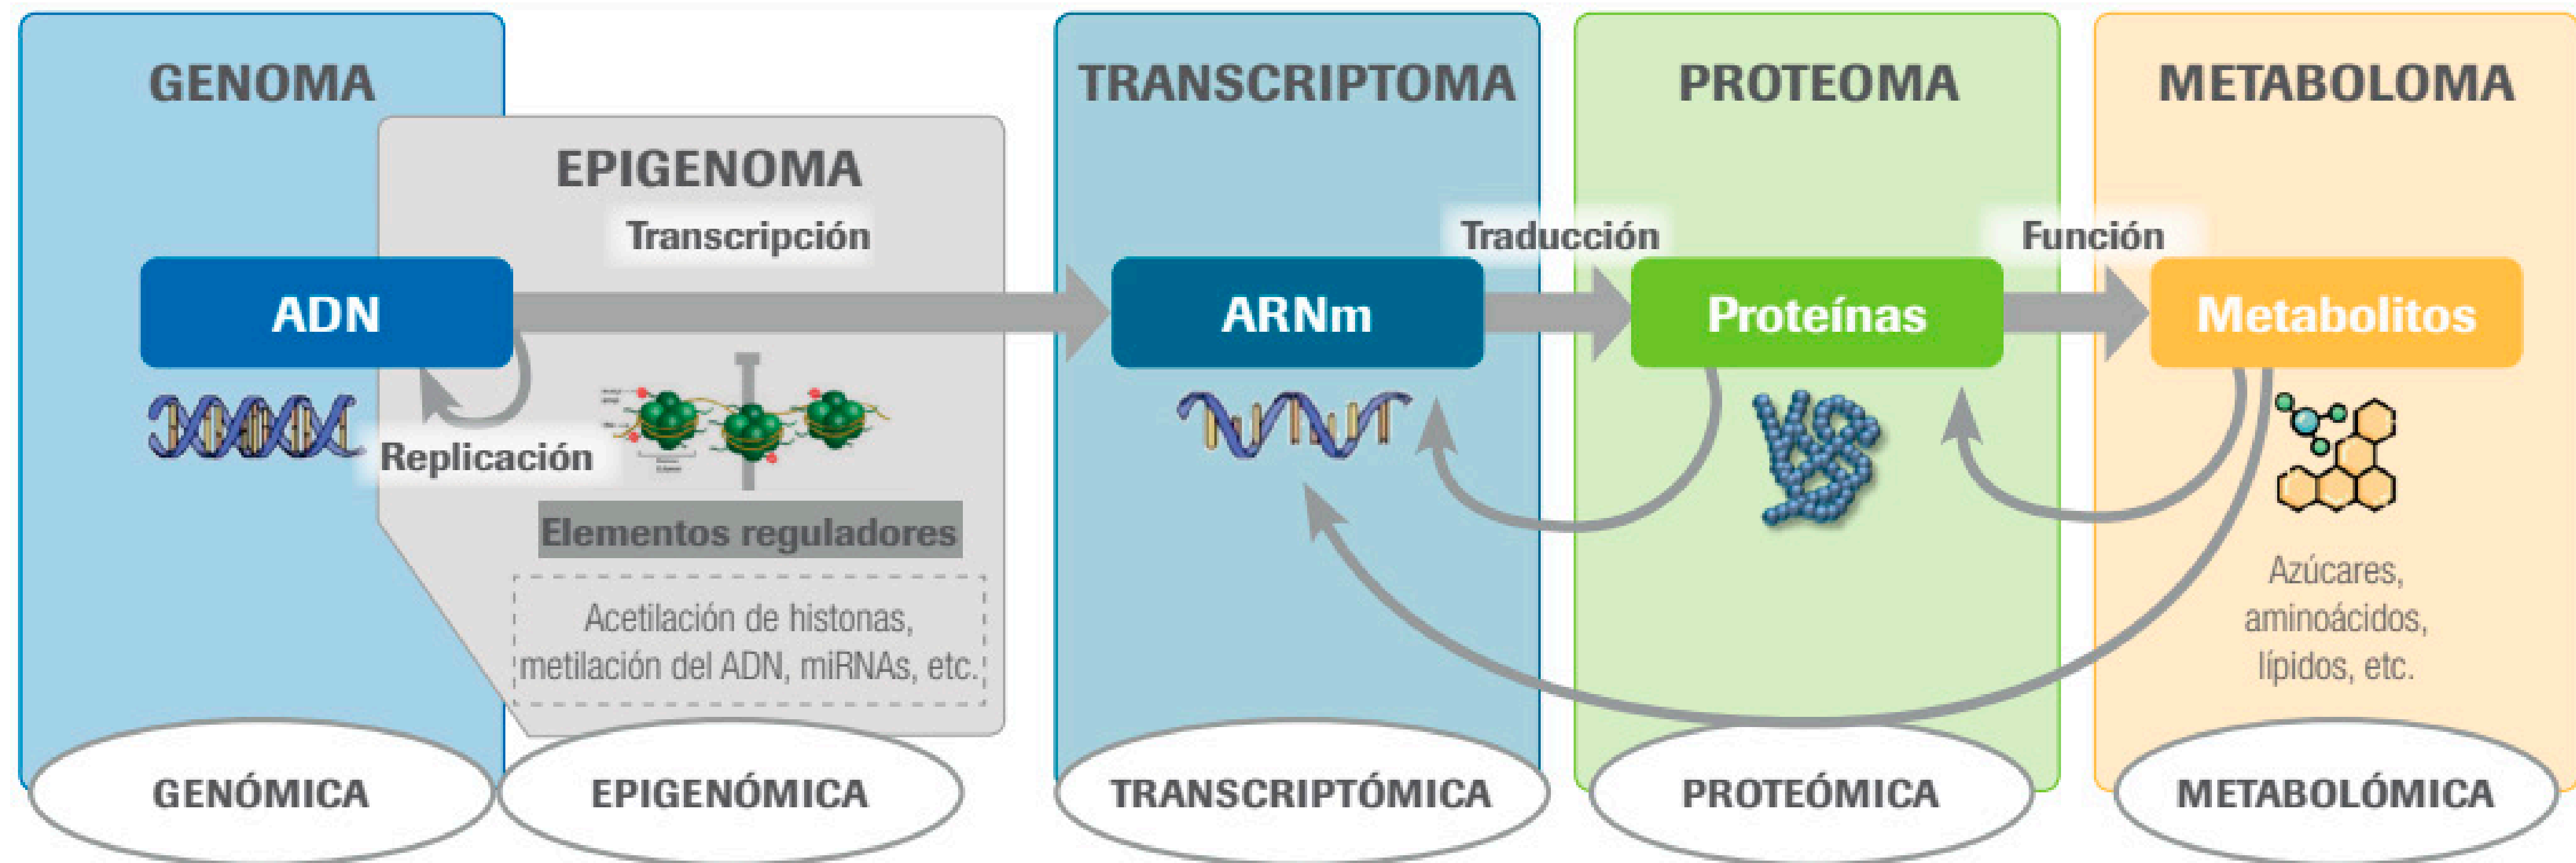 GENOMA
EPIGENOMA
TRANSCRIPTOMA
PROTEOMA
METABOLOMA
Transcripción
Traducción
Función
ADN
ARNm
Proteínas
Metabolitos
Replicación
Elementos reguladores
Acetilación de histonas,
metilación del ADN, miRNAs, etc.
Azúcares,
aminoácidos,
lípidos, etc.
GENÓMICA
EPIGENÓMICA
TRANSCRIPTÓMICA
PROTEÓMICA
METABOLÓMICA